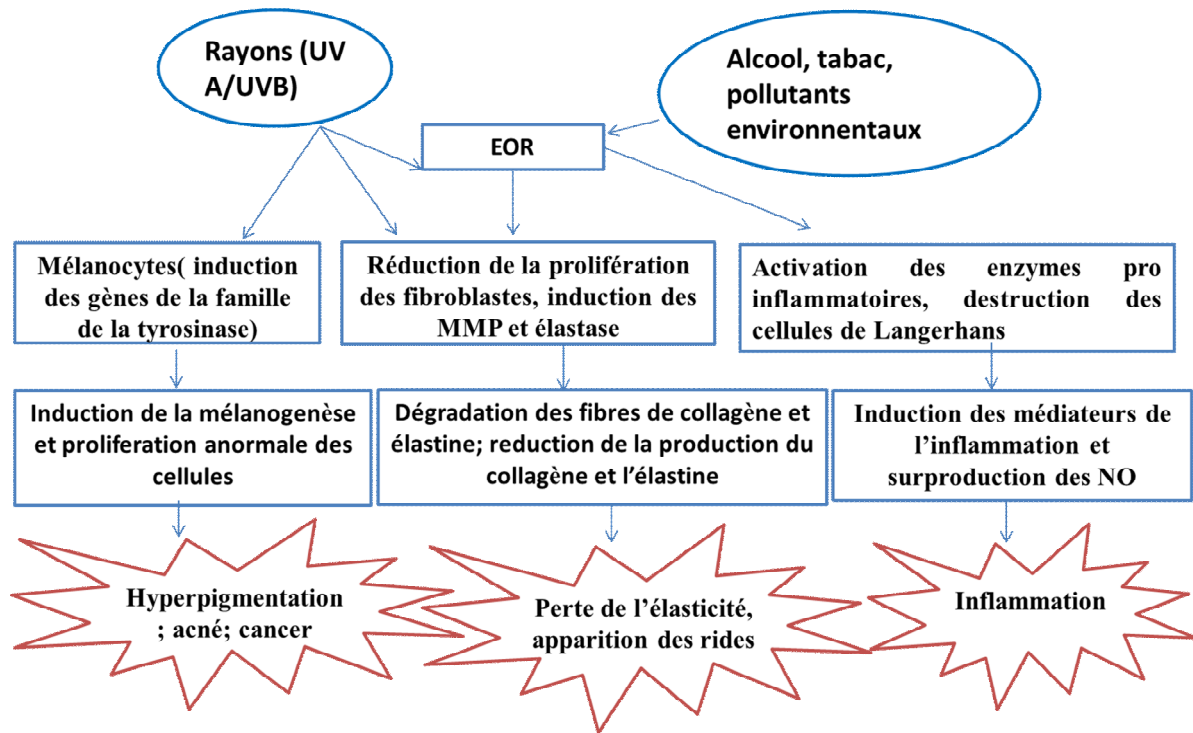 Rayons (UV
A/UVB)
Alcool, tabac,
pollutants
environnentaux
EOR
Mélanocytes( induction
des gènes de la famille
de la tyrosinase)
Réduction de la prolifération
des fibroblastes, induction des
MMP et élastase
Activation des enzymes pro
inflammatoires, destruction des
cellules de Langerhans
Induction de la mélanogenèse
et proliferation anormale des
cellules
Dégradation des fibres de collagène et
élastine; reduction de la production du
collagène et l’élastine
Induction des médiateurs de
l’inflammation et
surproduction des NO
Hyperpigmentation
; acné; cancer
Perte de l’élasticité,
apparition des rides
Inflammation